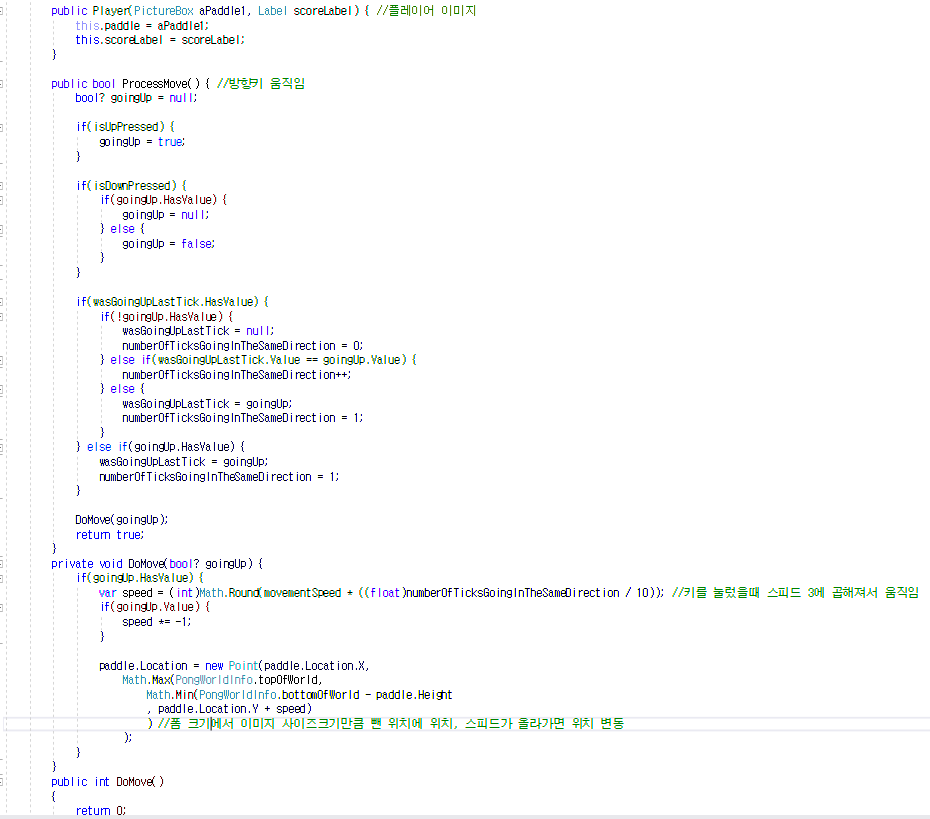 public Player(PictureBox aPaddle1, Label scoreLabel) { //플레이어 이미지
this.paddle = aPaddle1;
this.scoreLabel = scoreLabel;
}
public bool ProcessMove() { //방향키 움직임
bool? goingUp = null;
if(isUpPressed) {
goingUp = true;
}
if(isDownPressed) {
if(goingUp.HasValue) {
goingUp = null;
} else {
goingUp = false;
}
}
if(wasGoingUpLastTick.HasValue) {
if(!goingUp.HasValue) {
wasGoingUpLastTick = null;
numberOfTicksGoingInTheSameDirection = 0;
} else if(wasGoingUpLastTick.Value == goingUp.Value) {
numberOfTicksGoingInTheSameDirection++;
} else {
wasGoingUpLastTick = goingUp;
numberOfTicksGoingInTheSameDirection = 1;
}
} else if(goingUp.HasValue) {
wasGoingUpLastTick = goingUp;
numberOfTicksGoingInTheSameDirection = 1;
}
DoMove(goingUp);
return true;
}
private void DoMove(bool? goingUp) {
if(goingUp.HasValue) {
var speed = (int)Math.Round(movementSpeed * ((float)numberOfTicksGoingInTheSameDirection / 10)); //키를 눌렀을때 스피드 3에 곱해져서 움직임
if(goingUp.Value) {
speed *= -1;
}
paddle.Location = new Point(paddle.Location.X,
Math.Max(PongWorldInfo.topOfWorld,
Math.Min(PongWorldInfo.bottomOfWorld - paddle.Height
, paddle.Location.Y + speed)
) //폼 크기에서 이미지 사이즈크기만큼 뺀 위치에 위치, 스피드가 올라가면 위치 변동
);
}
}
public int DoMove()
{
return 0;